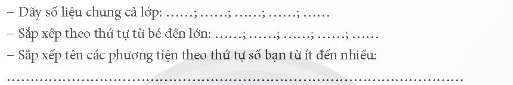 – Dãy số liệu chung cả lớp: ……; ……; ……; ……; ……
– Sắp xếp theo thứ tự từ bé đến lớn: ……; ……; ……; ……; ……
– Sắp xếp tên các phương tiện theo thứ tự số bạn từ ít đến nhiều:
………………………………………………………………………………………